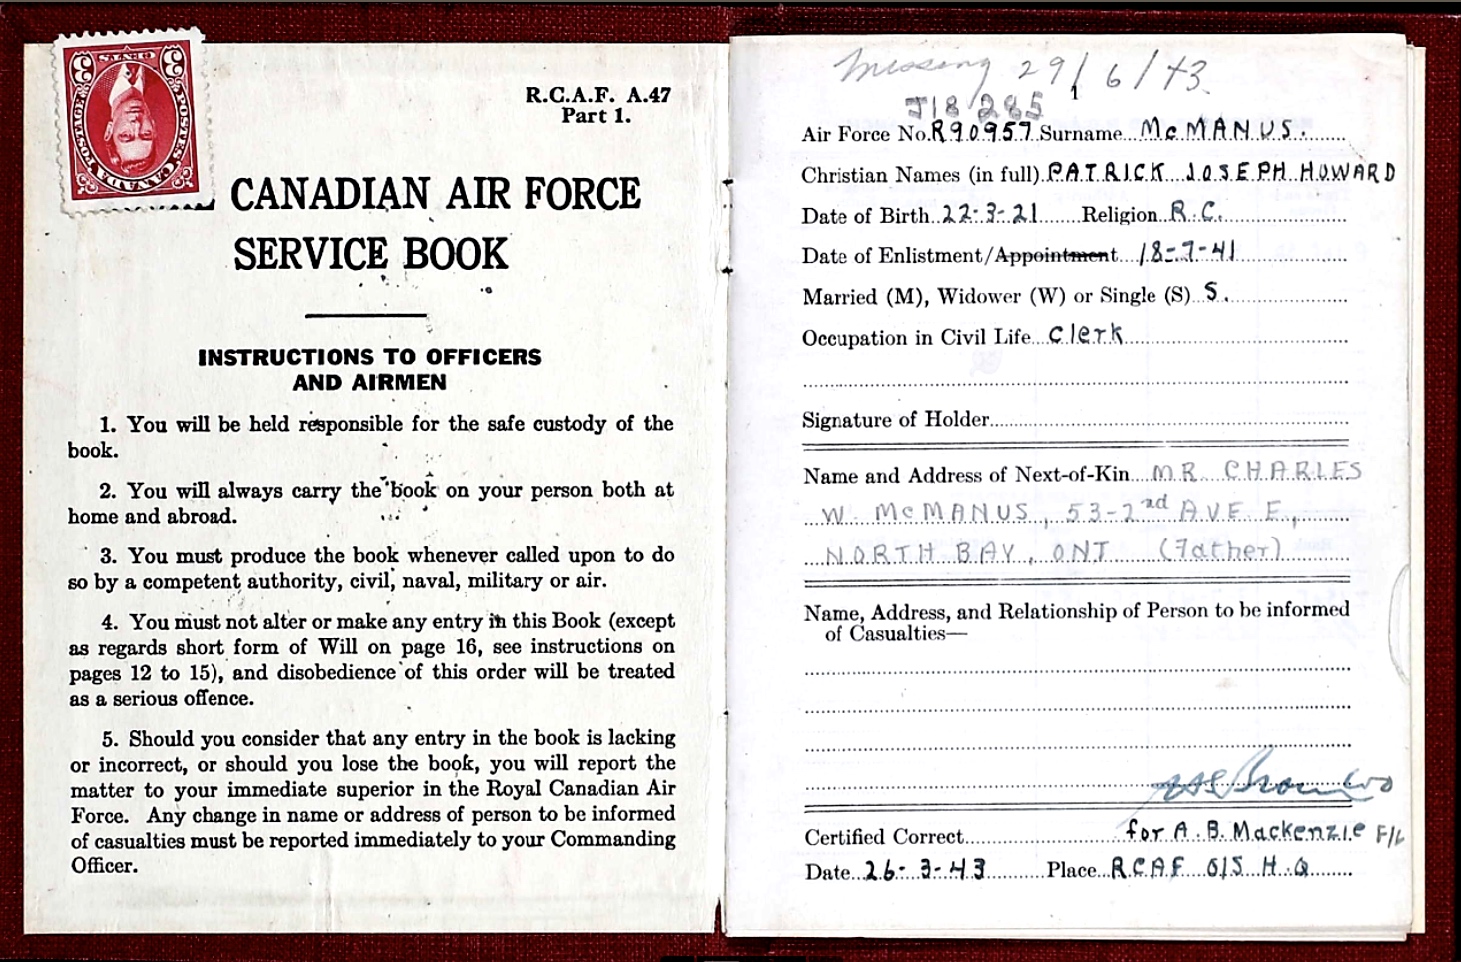 POSTES POSTAGE
CANADA
3 3
CENTS
R.C.A.F. A.47
Part 1.
CANADIAN AIR FORCE
SERVICE BOOK
INSTRUCTIONS TO OFFICERS
AND AIRMEN
1. You will be held responsible for the safe custody of the
book.
2. You will always carry the book on your person both at
home and abroad.
3. You must produce the book whenever called upon to do
so by a competent authority, civil, naval, military or air.
4. You must not alter or make any entry in this Book (except
as regards short form of Will on page 16, see instructions on
pages 12 to 15), and disobedience of this order will be treated
as a serious offence.
5. Should you consider that any entry in the book is lacking
or incorrect, or should you lose the book, you will report the
matter to your immediate superior in the Royal Canadian Air
Force. Any change in name or address of person to be informed
of casualties must be reported immediately to your Commanding
Officer.
Missing 29/6/43.
1
J18285
Air Force No. R90957 Surname McMANUS.
Christian Names (in full) PATRICK JOSEPH HOWARD
Date of Birth 22-3-21 Religion R.C.
Date of Enlistment/Appointment 18-7-41
Married (M), Widower (W) or Single (S) S.
Occupation in Civil Life Clerk
Signature of Holder
Name and Address of Next-of-Kin MR CHARLES
W. McMANUS, 53-2nd AVE E,
NORTH BAY, ONT (Father)
Name, Address, and Relationship of Person to be informed
of Casualties—
Certified Correct for A.B. Mackenzie F/L
Date 26-3-43 Place RCAF O/S H.Q